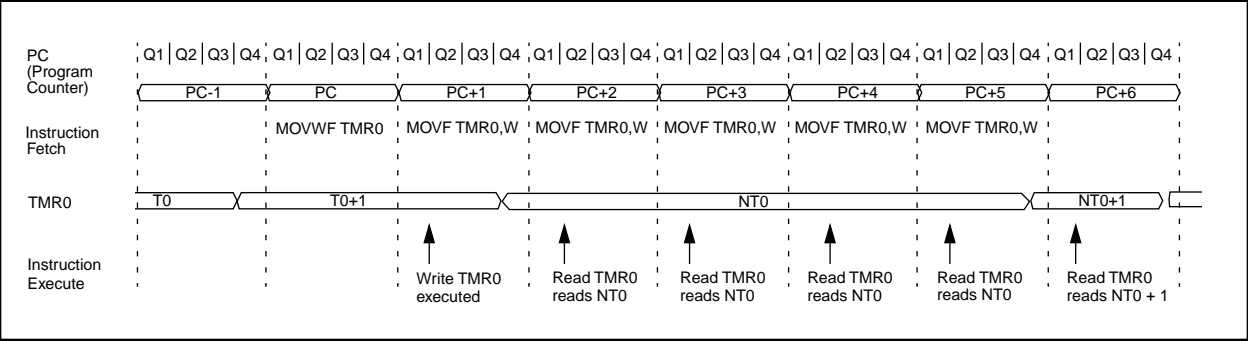 PC
(Program
Counter)
Q1 Q2 Q3 Q4 Q1 Q2 Q3 Q4 Q1 Q2 Q3 Q4 Q1 Q2 Q3 Q4 Q1 Q2 Q3 Q4 Q1 Q2 Q3 Q4 Q1 Q2 Q3 Q4 Q1 Q2 Q3 Q4
PC-1 PC PC+1 PC+2 PC+3 PC+4 PC+5 PC+6
Instruction
Fetch
MOVWF TMR0 MOVF TMR0,W MOVF TMR0,W MOVF TMR0,W MOVF TMR0,W MOVF TMR0,W
TMR0
T0 T0+1 NT0 NT0+1
Instruction
Execute
Write TMR0
executed
Read TMR0
reads NT0
Read TMR0
reads NT0
Read TMR0
reads NT0
Read TMR0
reads NT0
Read TMR0
reads NT0 + 1